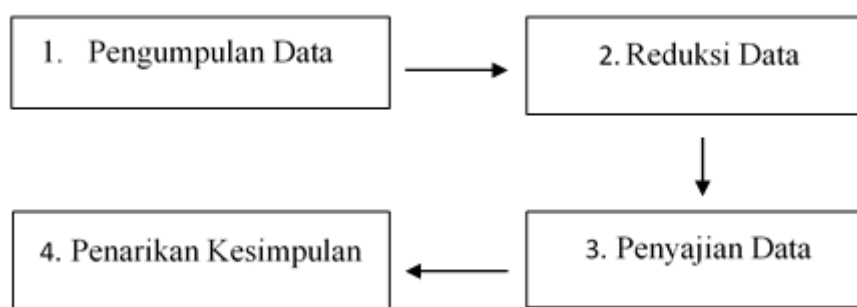 1. Pengumpulan Data
2. Reduksi Data
3. Penyajian Data
4. Penarikan Kesimpulan